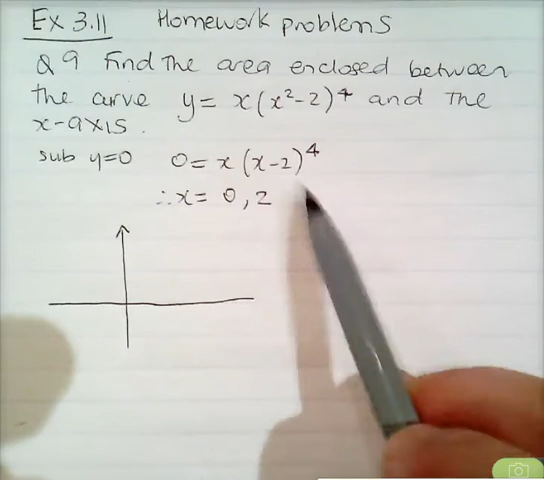 Ex 3.11 Homework problems
Q9 Find the area enclosed between
the curve y = x(x²-2)⁴ and the
x-axis.
sub y=0 0 = x(x-2)⁴
∴x = 0, 2